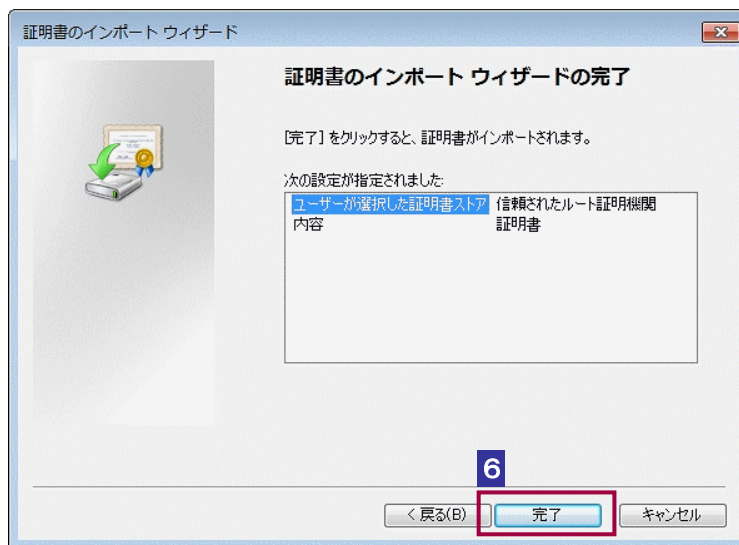 証明書のインポート ウィザード
証明書のインポート ウィザードの完了
[完了] をクリックすると、証明書がインポートされます。
次の設定が指定されました:
ユーザーが選択した証明書ストア 信頼されたルート証明機関
内容 証明書
6
< 戻る(B) 完了 キャンセル